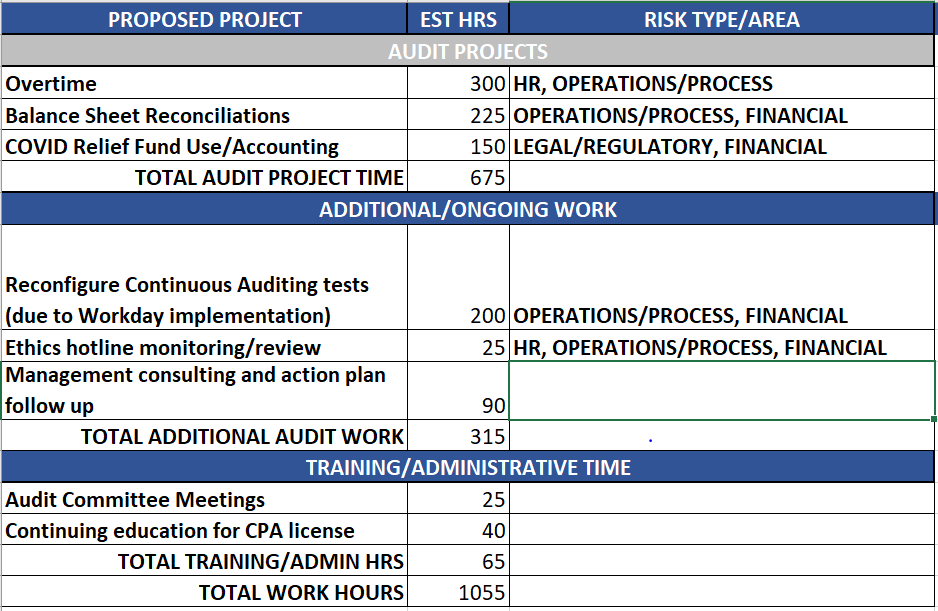 PROPOSED PROJECT EST HRS RISK TYPE/AREA
AUDIT PROJECTS
Overtime 300 HR, OPERATIONS/PROCESS
Balance Sheet Reconciliations 225 OPERATIONS/PROCESS, FINANCIAL
COVID Relief Fund Use/Accounting 150 LEGAL/REGULATORY, FINANCIAL
TOTAL AUDIT PROJECT TIME 675
ADDITIONAL/ONGOING WORK
Reconfigure Continuous Auditing tests
(due to Workday implementation) 200 OPERATIONS/PROCESS, FINANCIAL
Ethics hotline monitoring/review 25 HR, OPERATIONS/PROCESS, FINANCIAL
Management consulting and action plan
follow up 90
TOTAL ADDITIONAL AUDIT WORK 315
TRAINING/ADMINISTRATIVE TIME
Audit Committee Meetings 25
Continuing education for CPA license 40
TOTAL TRAINING/ADMIN HRS 65
TOTAL WORK HOURS 1055